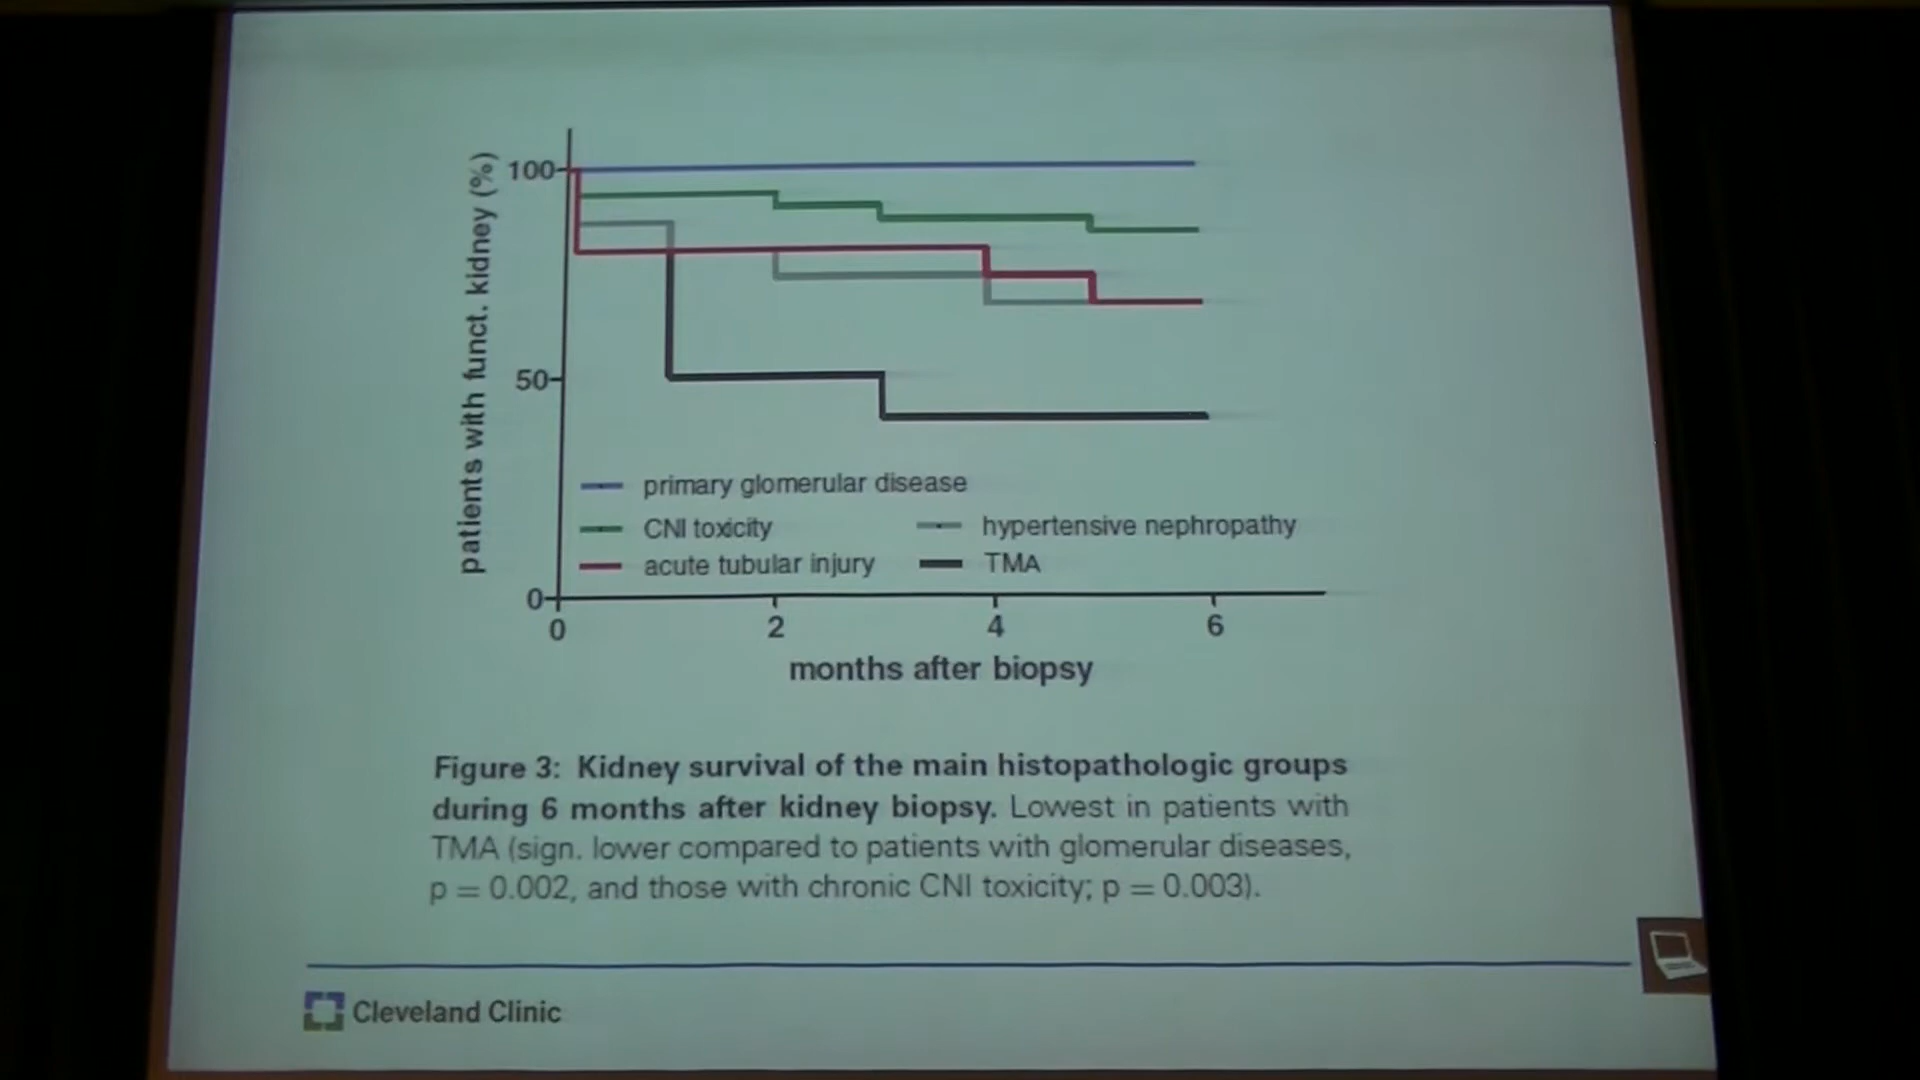 patients with funct. kidney (%)
100
50
0
primary glomerular disease
CNI toxicity
hypertensive nephropathy
acute tubular injury
TMA
0 2 4 6
months after biopsy
Figure 3: Kidney survival of the main histopathologic groups
during 6 months after kidney biopsy. Lowest in patients with
TMA (sign. lower compared to patients with glomerular diseases,
p = 0.002, and those with chronic CNI toxicity; p = 0.003).
Cleveland Clinic